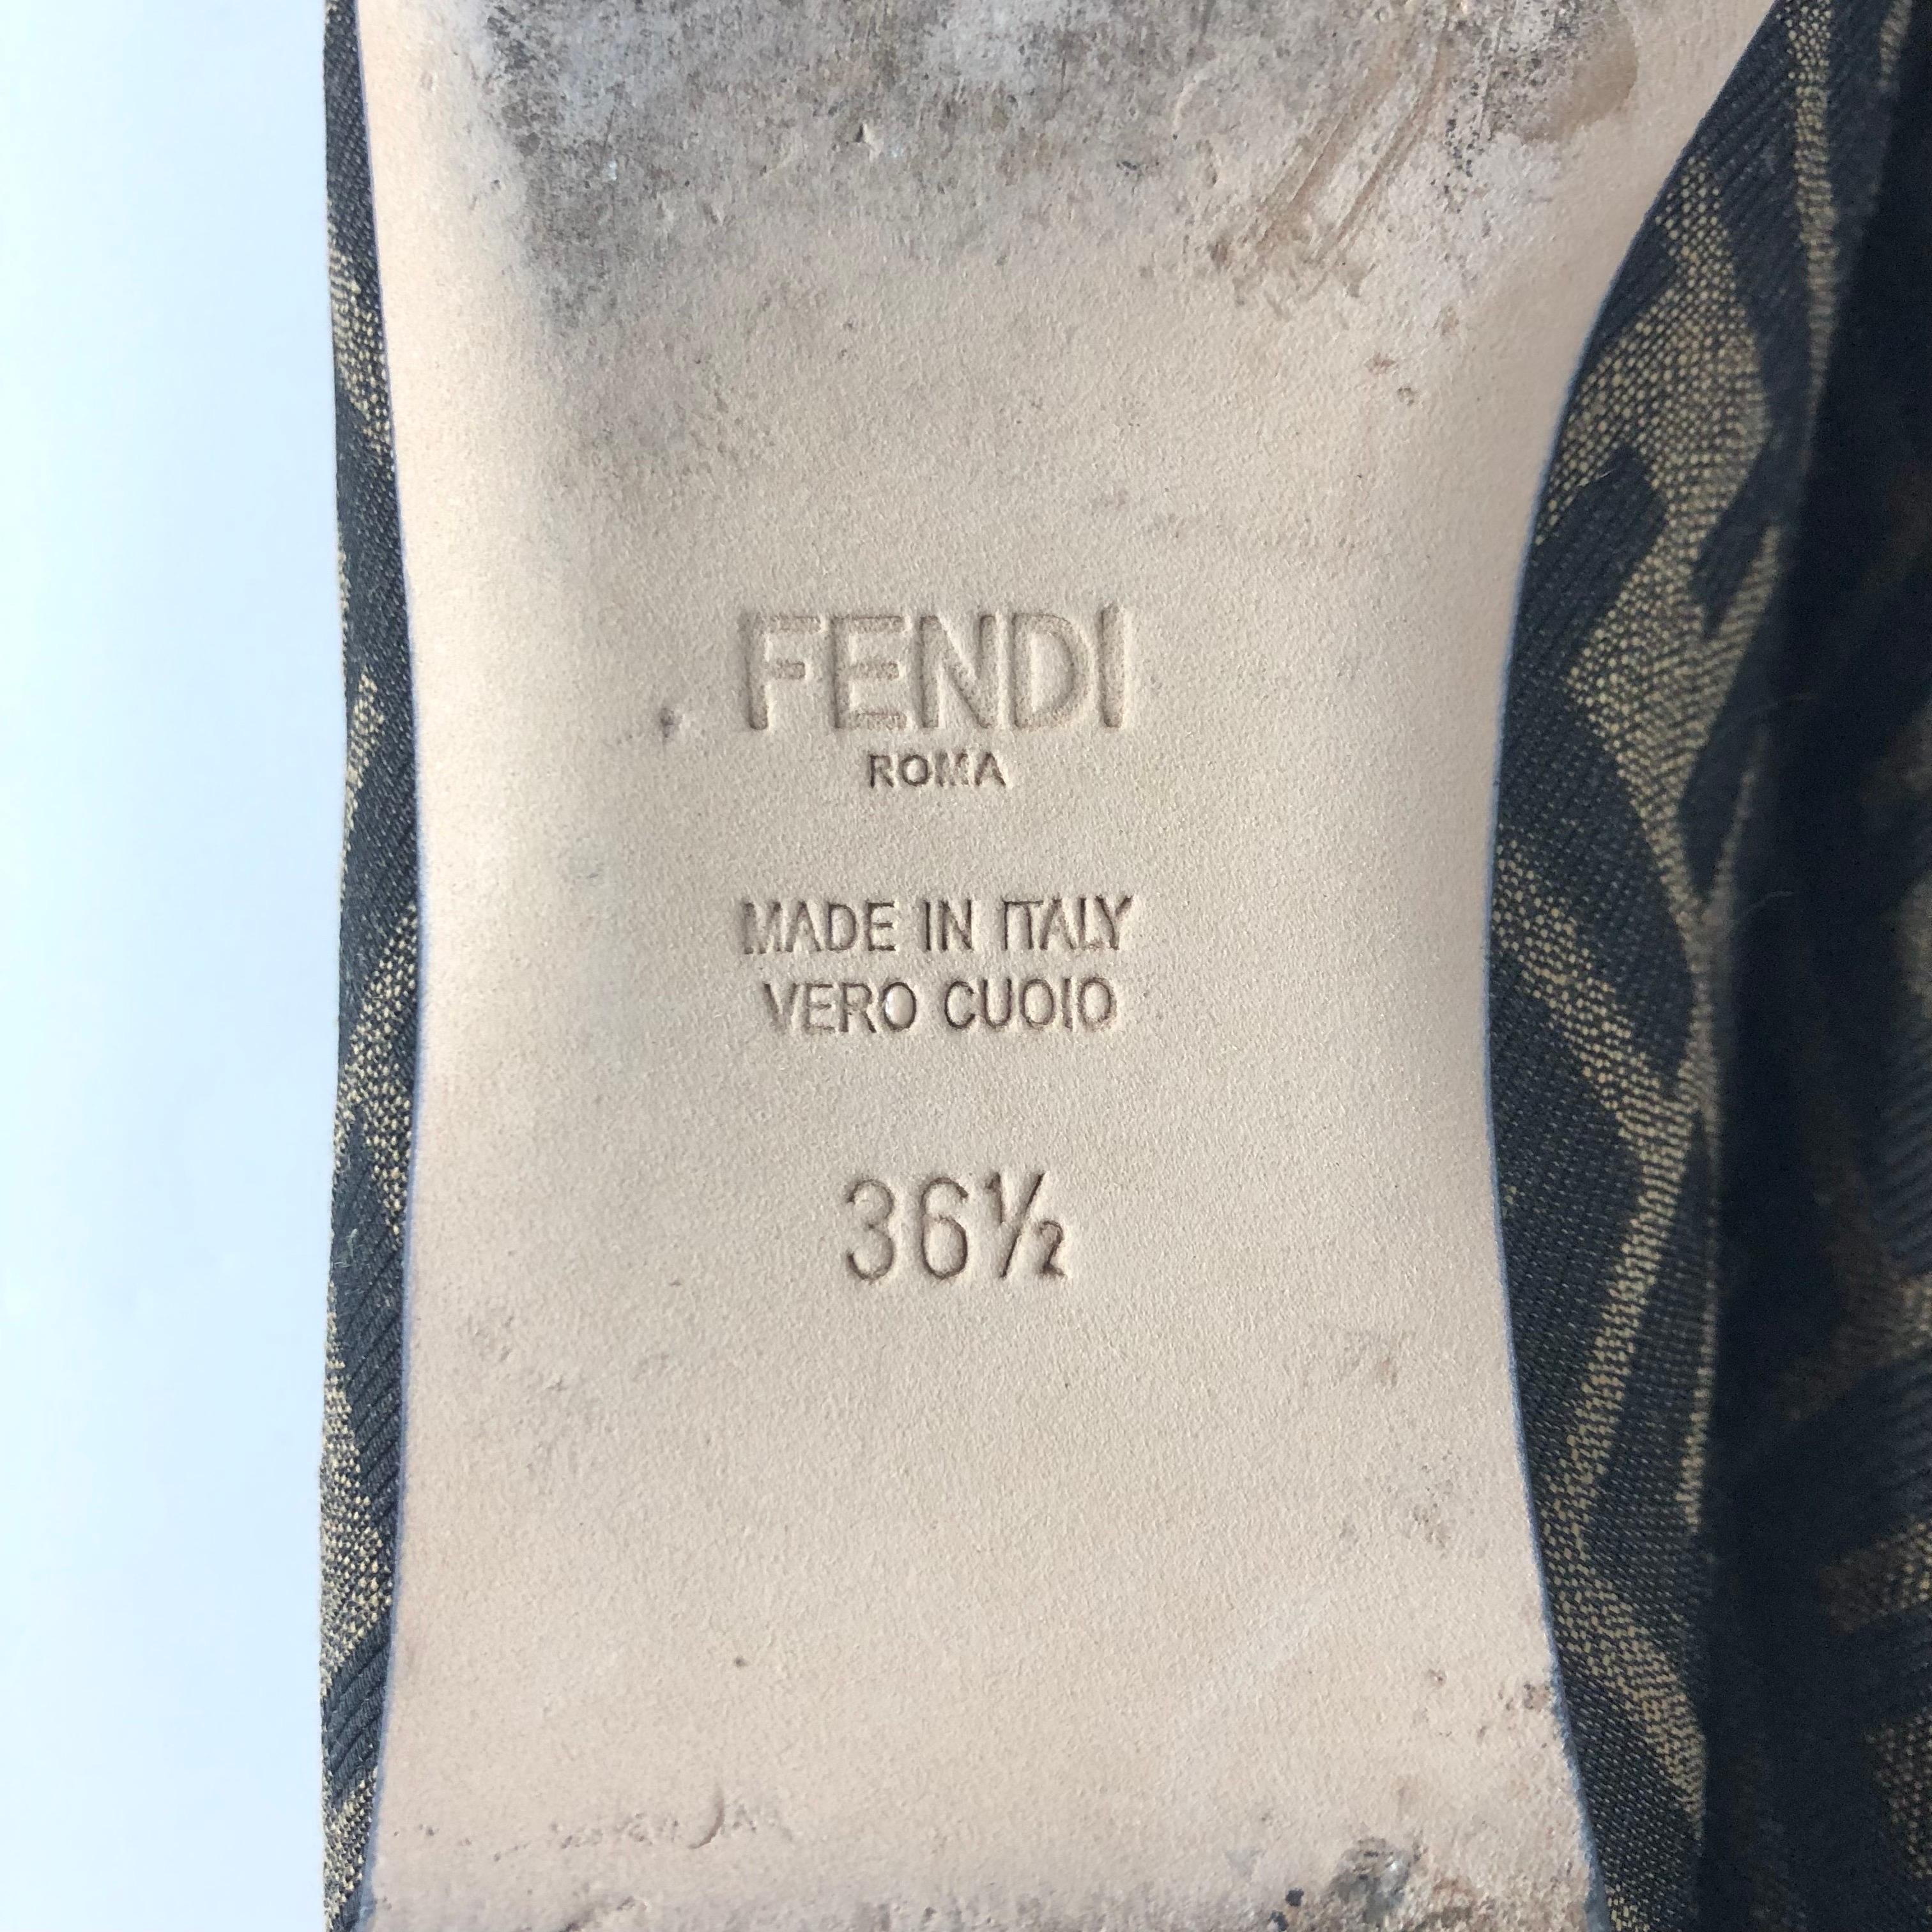 FENDI
ROMA
MADE IN ITALY
VERO CUOIO
36½